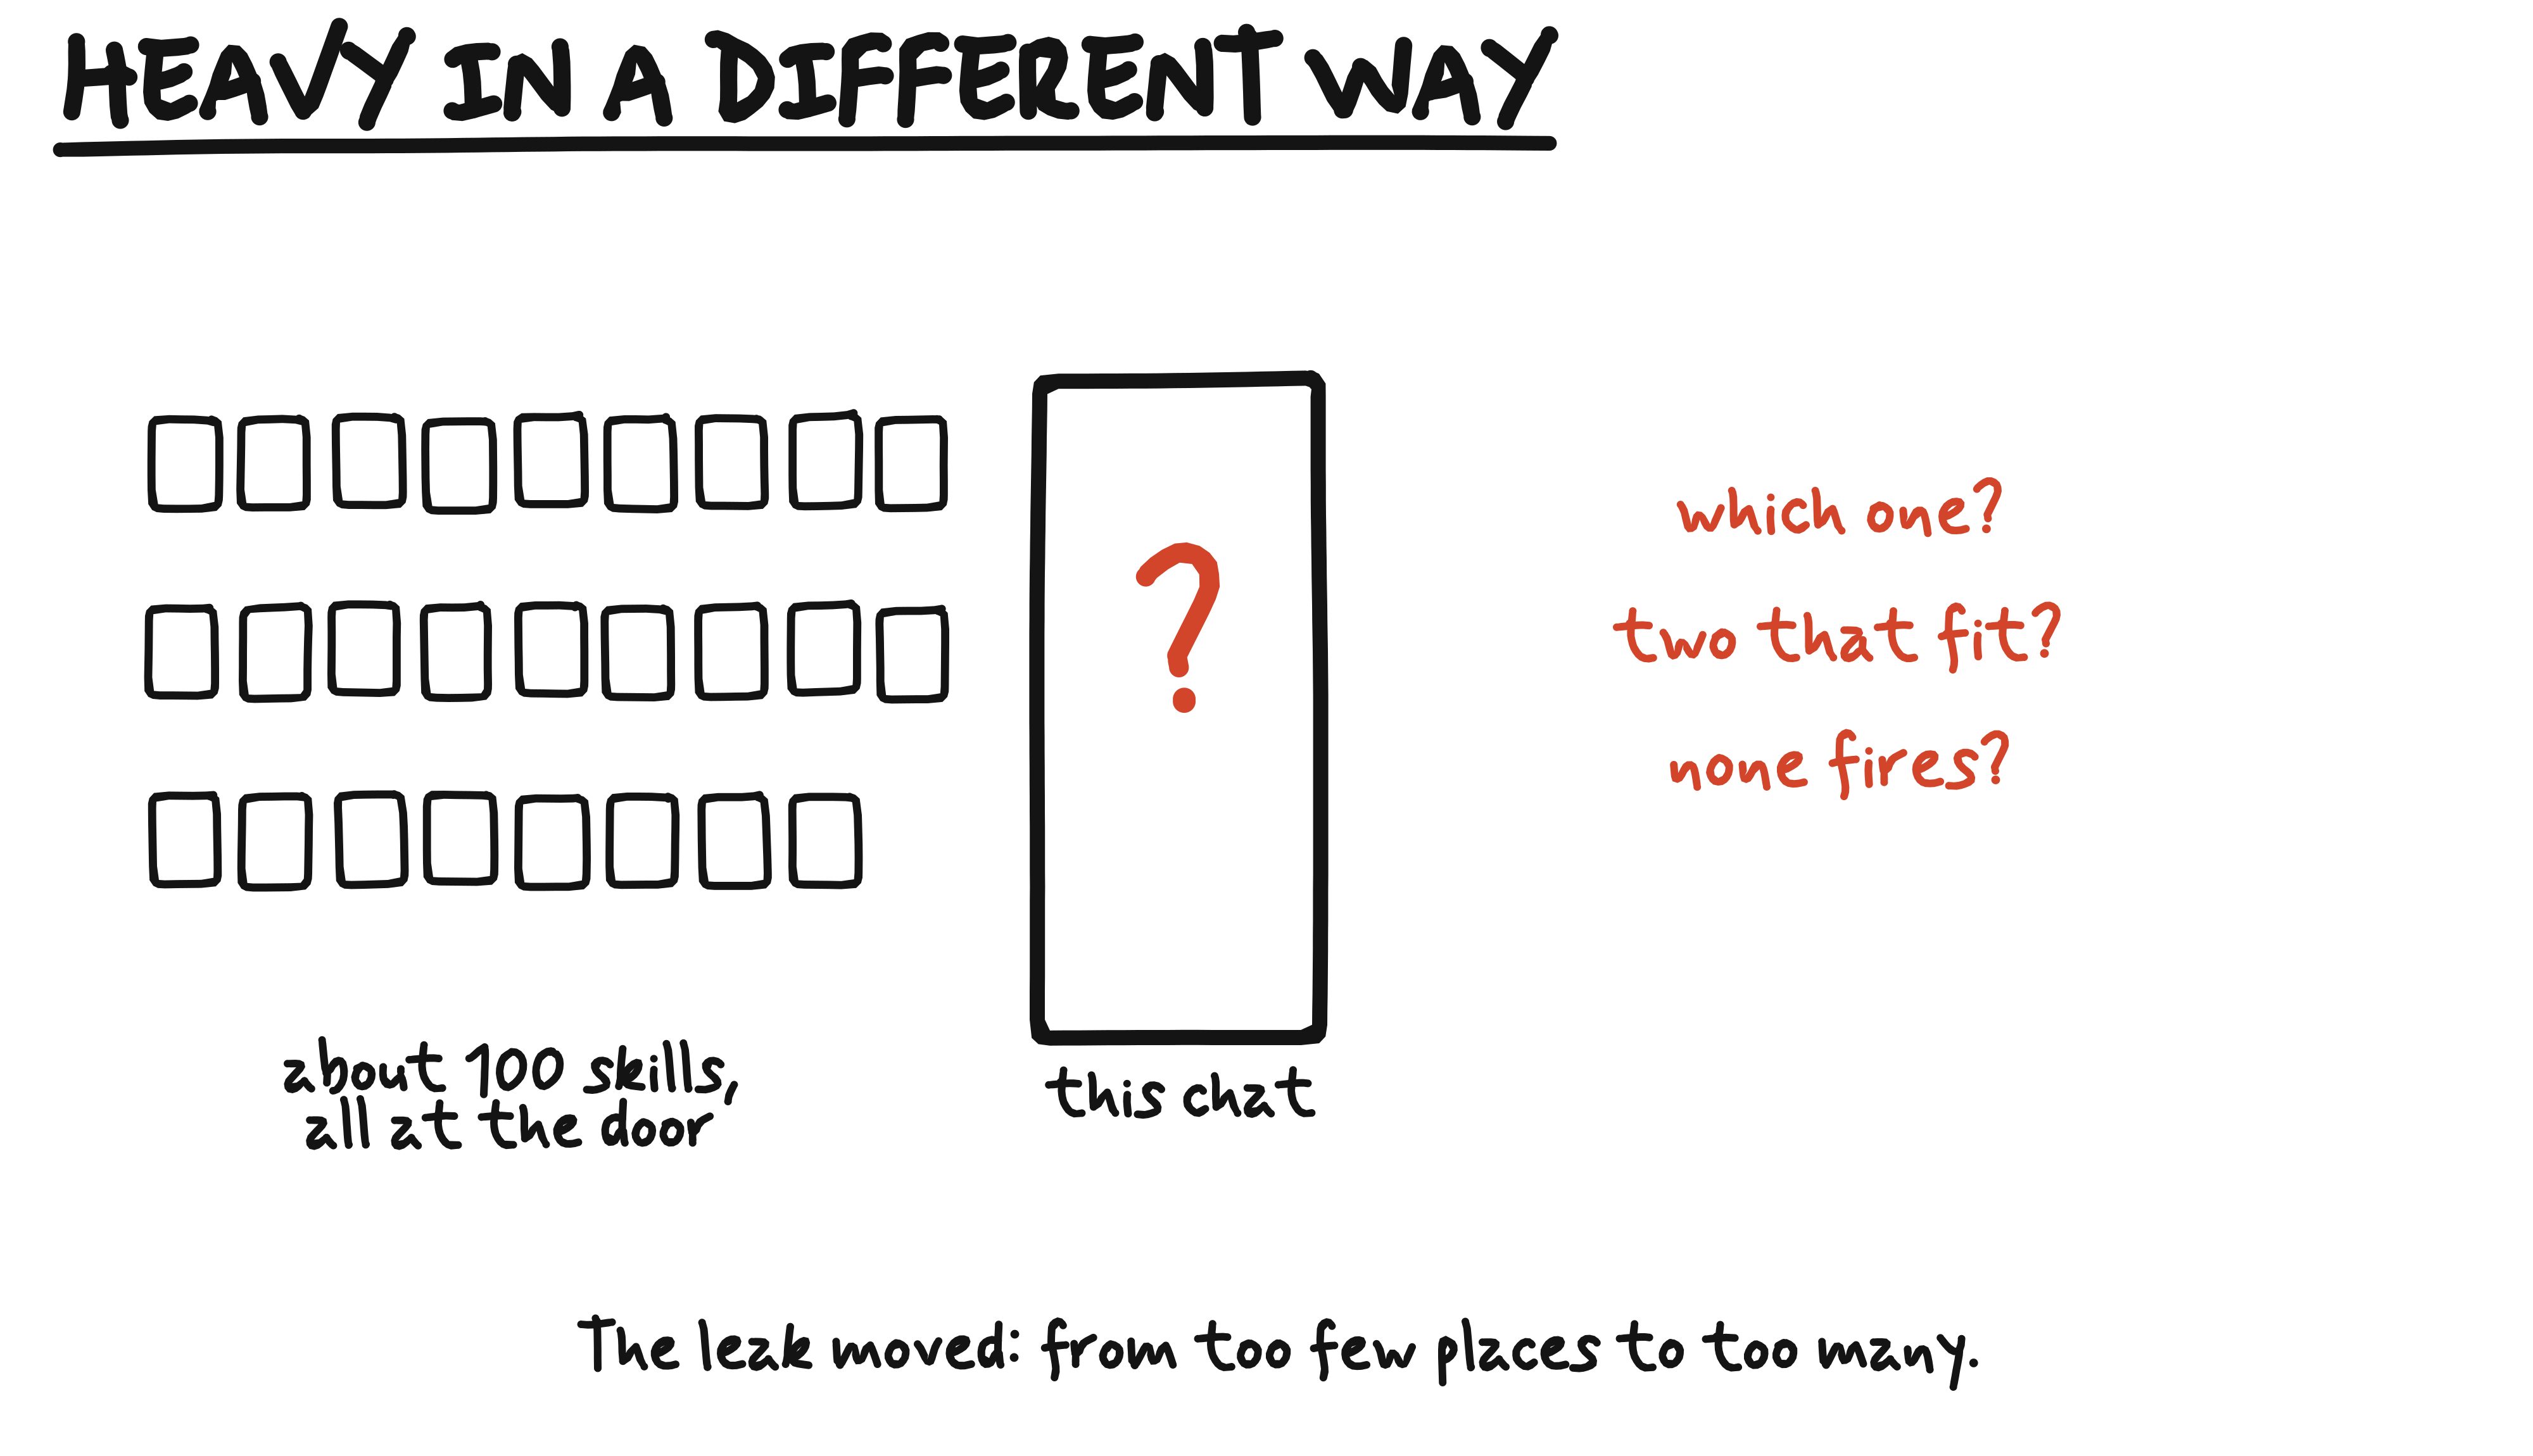 HEAVY IN A DIFFERENT WAY
?
which one?
two that fit?
none fires?
about 100 skills,
all at the door
this chat
The leak moved: from too few places to too many.